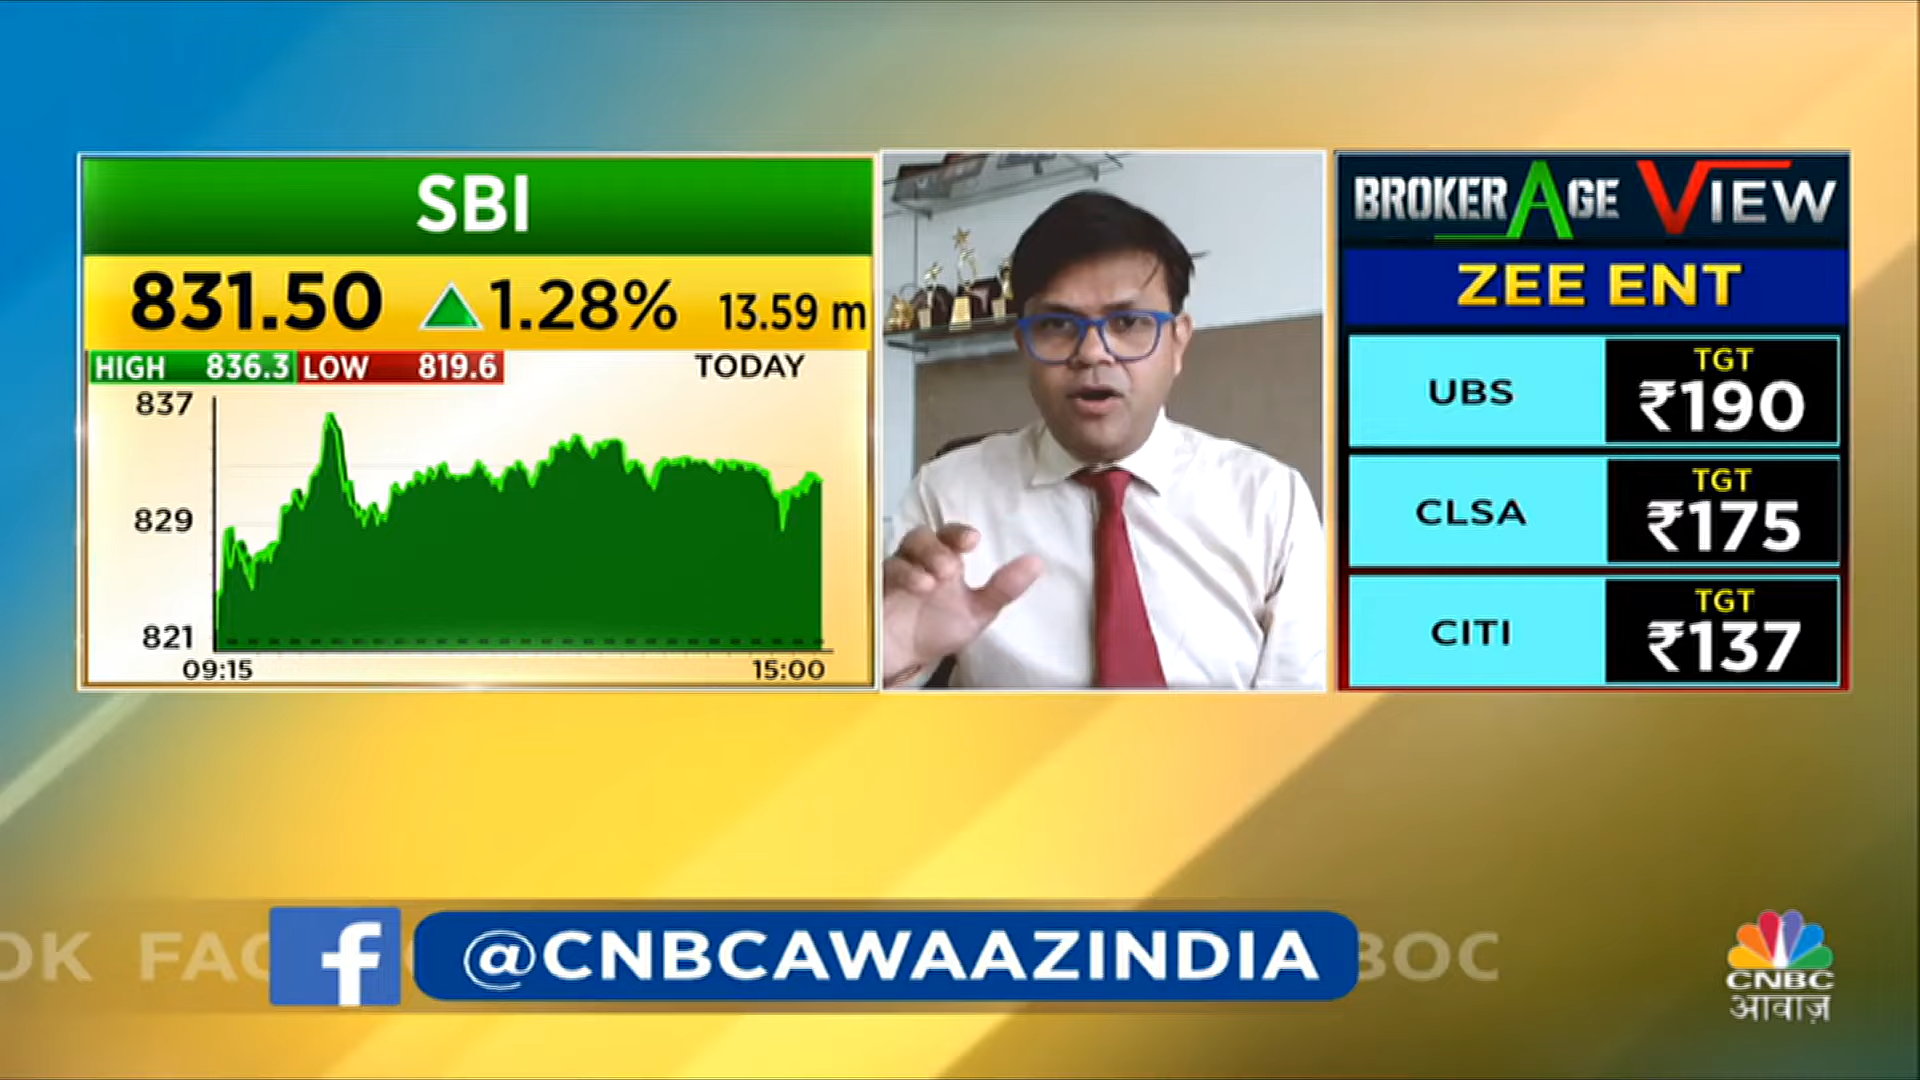 SBI
831.50 1.28% 13.59 m
HIGH 836.3 LOW 819.6 TODAY
837
829
821
09:15 15:00
BROKERAGE VIEW
ZEE ENT
UBS TGT ₹190
CLSA TGT ₹175
CITI TGT ₹137
@CNBCAWAAZINDIA
CNBC
आवाज़